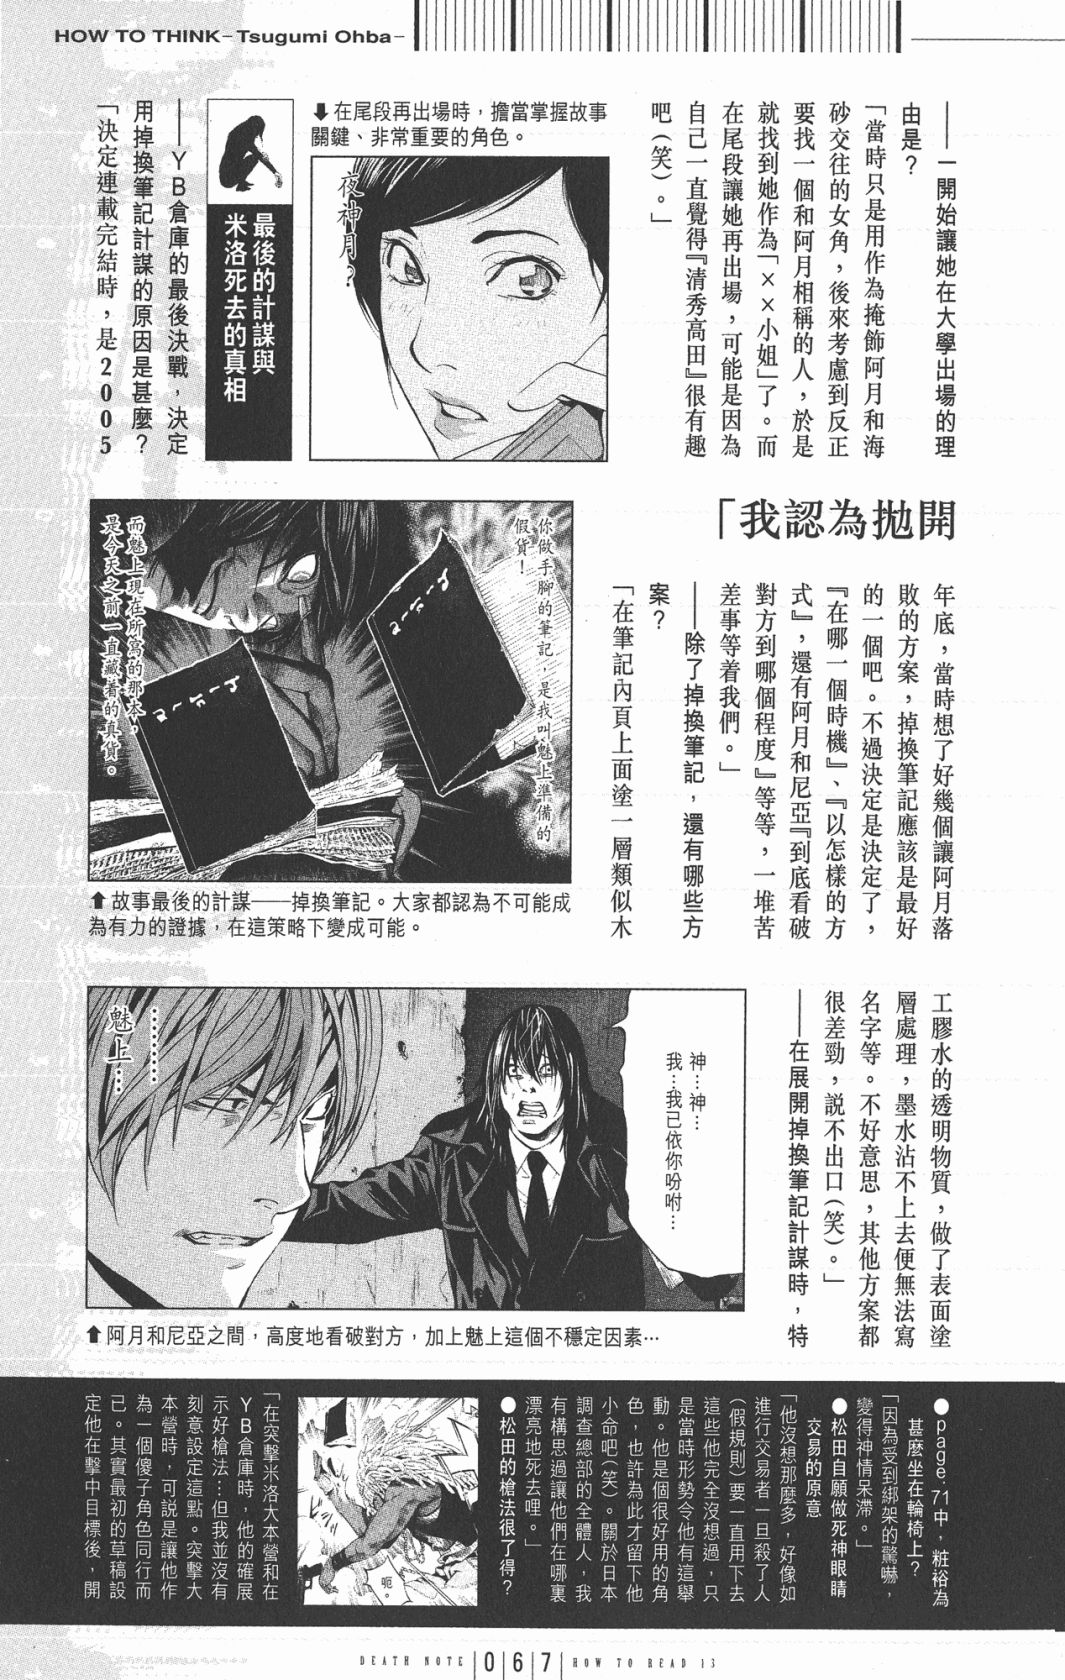 HOW TO THINK－Tsugumi Ohba－
——一開始讓她在大學出場的理
由是？
「當時只是用作為掩飾阿月和海
砂交往的女角，後來考慮到反正
要找一個和阿月相稱的人，於是
就找到她作為「××小姐」了。而
在尾段讓她再出場，可能是因為
自己一直覺得『清秀高田』很有趣
吧（笑）。」
⬇在尾段再出場時，擔當掌握故事
關鍵、非常重要的角色。
夜神月？
最後的計謀與
米洛死去的真相
——ＹＢ倉庫的最後決戰，決定
用掉換筆記計謀的原因是甚麼？
「決定連載完結時，是2005
「我認為拋開
年底，當時想了好幾個讓阿月落
敗的方案，掉換筆記應該是最好
的一個吧。不過決定是決定了，
『在哪一個時機』、『以怎樣的方
式』，還有阿月和尼亞『到底看破
對方到哪個程度』等等，一堆苦
差事等着我們。」
——除了掉換筆記，還有哪些方
案？
「在筆記內頁上面塗一層類似木
你做手腳的筆記，是我叫魅上準備的
假貨！
而魅上現在所寫的那本，
是今天之前一直藏着的真貨。
⬆故事最後的計謀——掉換筆記。大家都認為不可能成
為有力的證據，在這策略下變成可能。
工膠水的透明物質，做了表面塗
層處理，墨水沾不上去便無法寫
名字等。不好意思，其他方案都
很差勁，説不出口（笑）。」
——在展開掉換筆記計謀時，特
神…神…
我…我已依你吩咐…
…………
魅上…
⬆阿月和尼亞之間，高度地看破對方，加上魅上這個不穩定因素…
●page.71中，粧裕為
甚麼坐在輪椅上？
「因為受到綁架的驚嚇，
變得神情呆滯。」
●松田自願做死神眼睛
交易的原意
「他沒想那麼多，好像如
進行交易者一旦殺了人
（假規則）要一直用下去
這些他完全沒想過，只
是當時形勢令他有這舉
動。他是個很好用的角
色，也許為此才留下他
小命吧（笑）。關於日本
調查總部的全體人，我
有構思過讓他們在哪裏
漂亮地死去哩。」
●松田的槍法很了得？
呃。
「在突擊米洛大本營和在
ＹＢ倉庫時，他的確展
示好槍法…但我並沒有
刻意設定這點。突擊大
本營時，可説是讓他作
為一個傻子角色同行而
已。其實最初的草稿設
定他在擊中目標後，開
DEATH NOTE |0|6|7| HOW TO READ 13